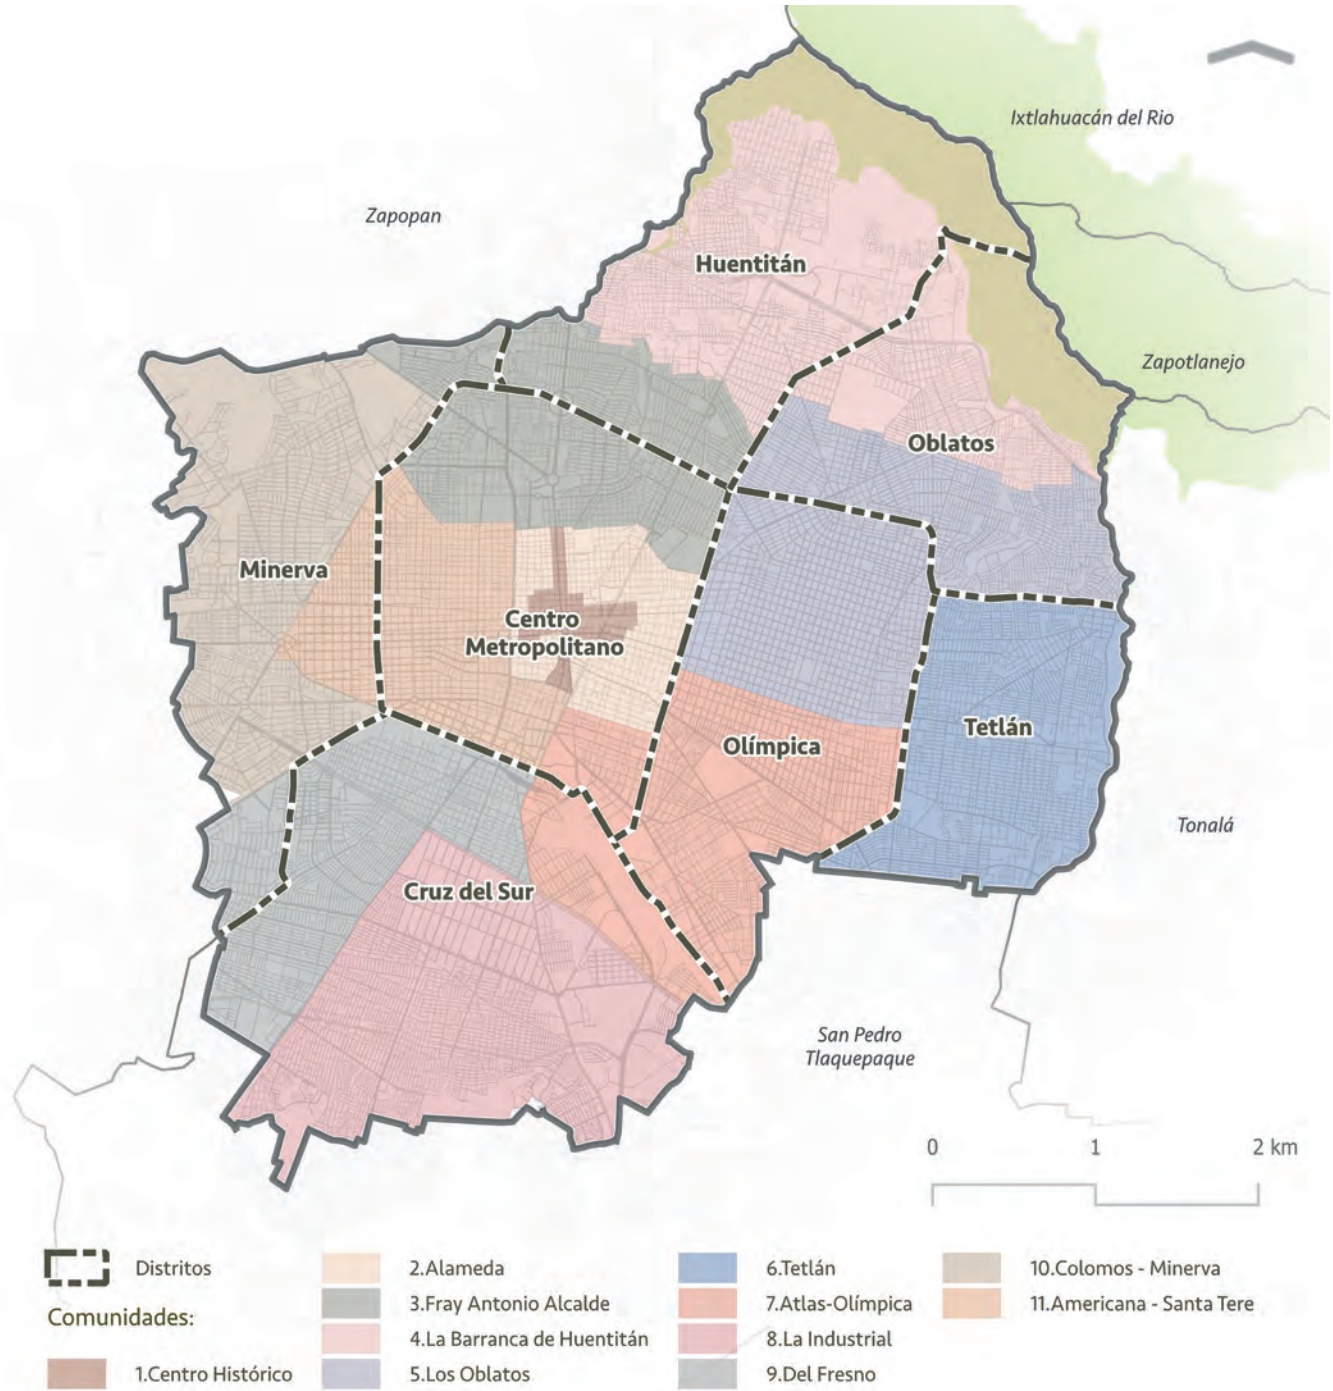 Ixtlahuacán del Rio
Zapopan
Huentitán
Zapotlanejo
Oblatos
Minerva
Centro
Metropolitano
Tetlán
Olímpica
Tonalá
Cruz del Sur
San Pedro
Tlaquepaque
0 1 2 km
Distritos
Comunidades:
1.Centro Histórico
2.Alameda
3.Fray Antonio Alcalde
4.La Barranca de Huentitán
5.Los Oblatos
6.Tetlán
7.Atlas-Olímpica
8.La Industrial
9.Del Fresno
10.Colomos - Minerva
11.Americana - Santa Tere